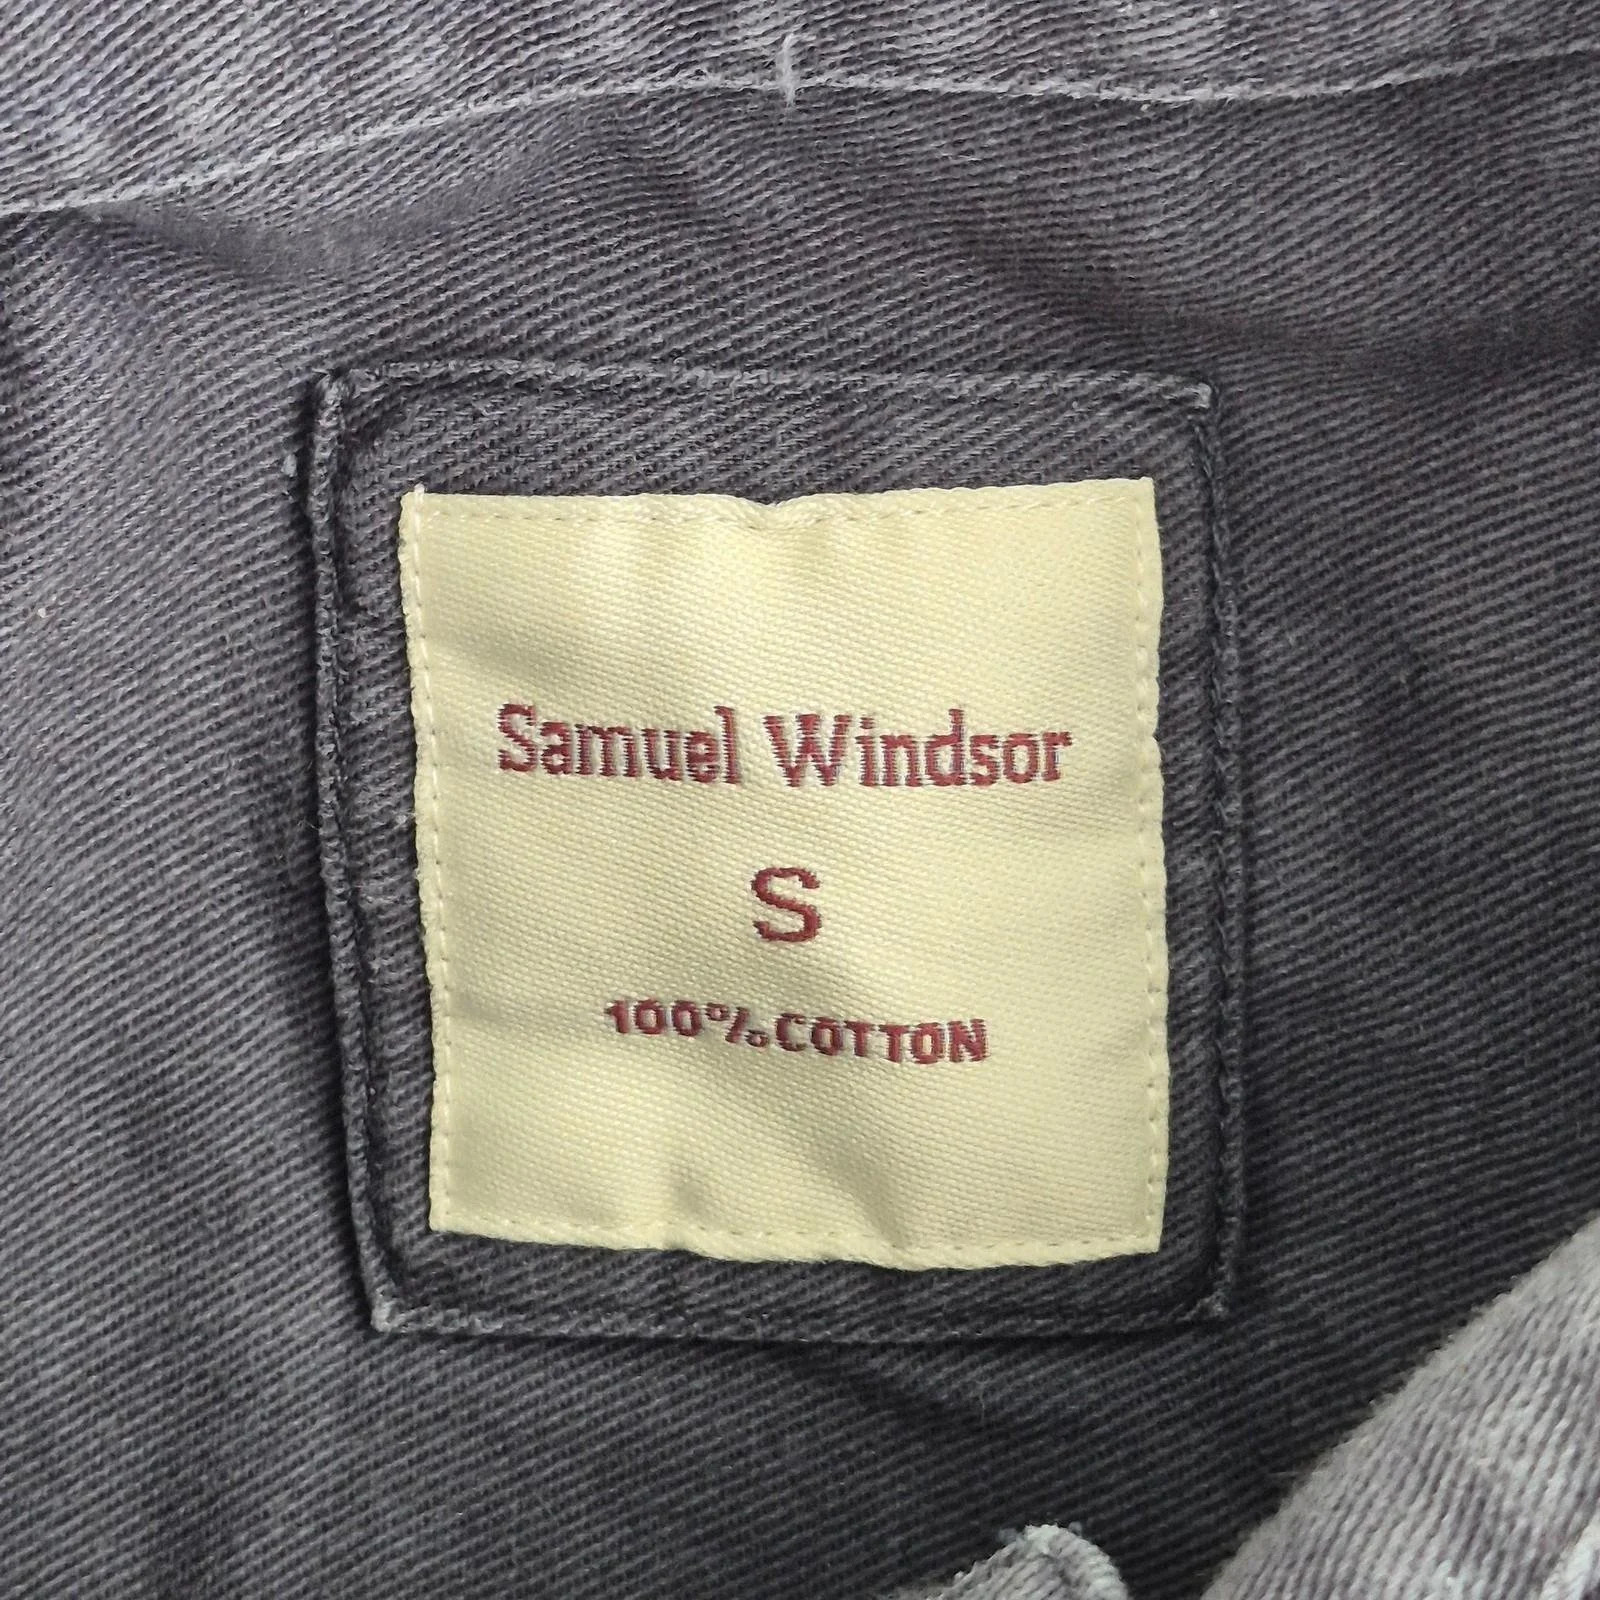 Samuel Windsor
S
100% COTTON